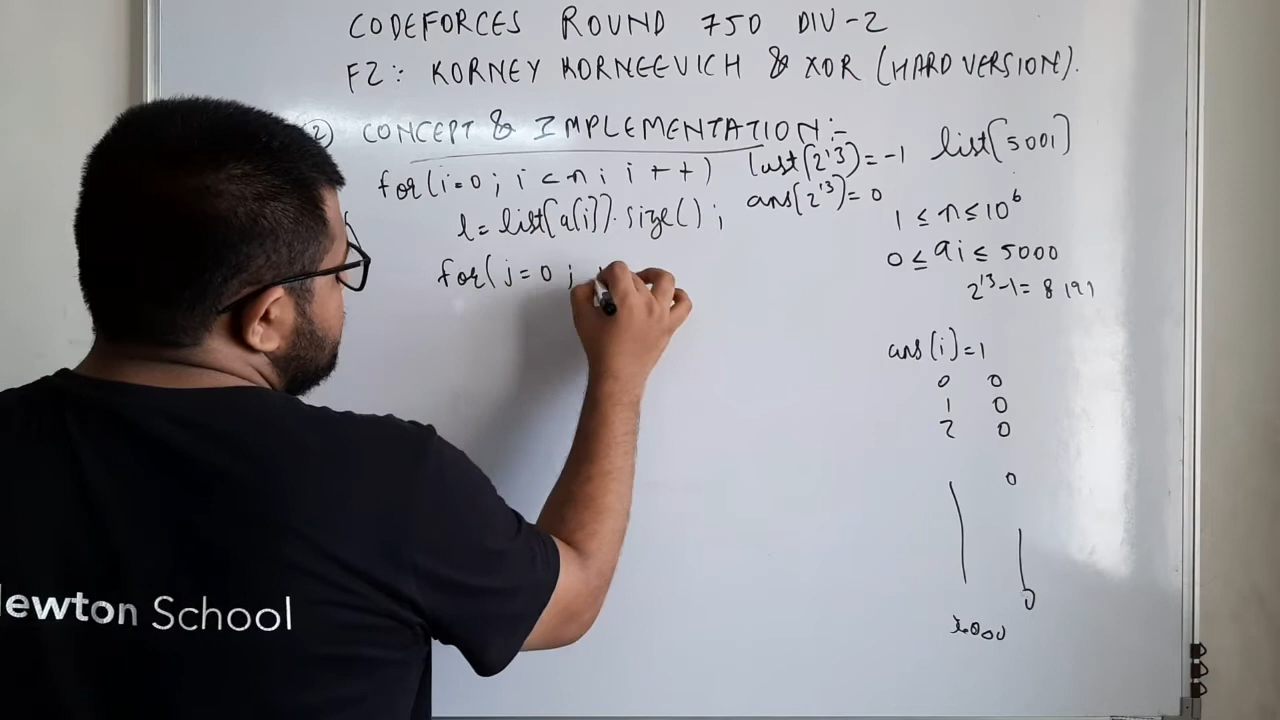 CODEFORCES ROUND 750 DIV-2
F2: KORNEY KORNEEVICH & XOR (HARD VERSION).
2) CONCEPT & IMPLEMENTATION:-
for(i=0; i<n; i++)
l=list[a[i]].size();
for(j=0;
last[2^13]=-1
ans[2^13]=0
list[5001]
1 ≤ n ≤ 10^6
0 ≤ ai ≤ 5000
2^13-1=8191
ans[i]=1
0 0
1 0
2 0
0
0
ewton School